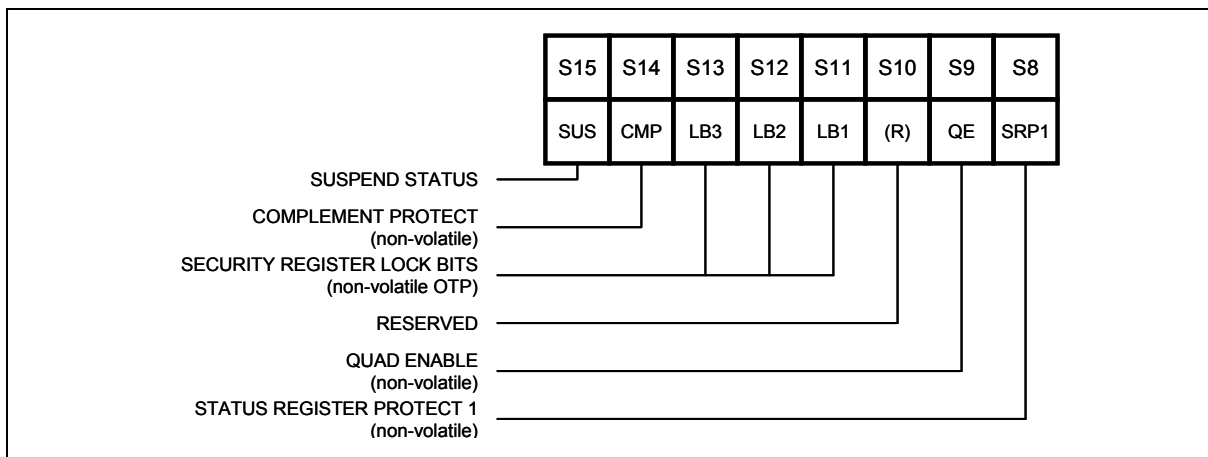 S15 S14 S13 S12 S11 S10 S9 S8
SUS CMP LB3 LB2 LB1 (R) QE SRP1
SUSPEND STATUS
COMPLEMENT PROTECT
(non-volatile)
SECURITY REGISTER LOCK BITS
(non-volatile OTP)
RESERVED
QUAD ENABLE
(non-volatile)
STATUS REGISTER PROTECT 1
(non-volatile)